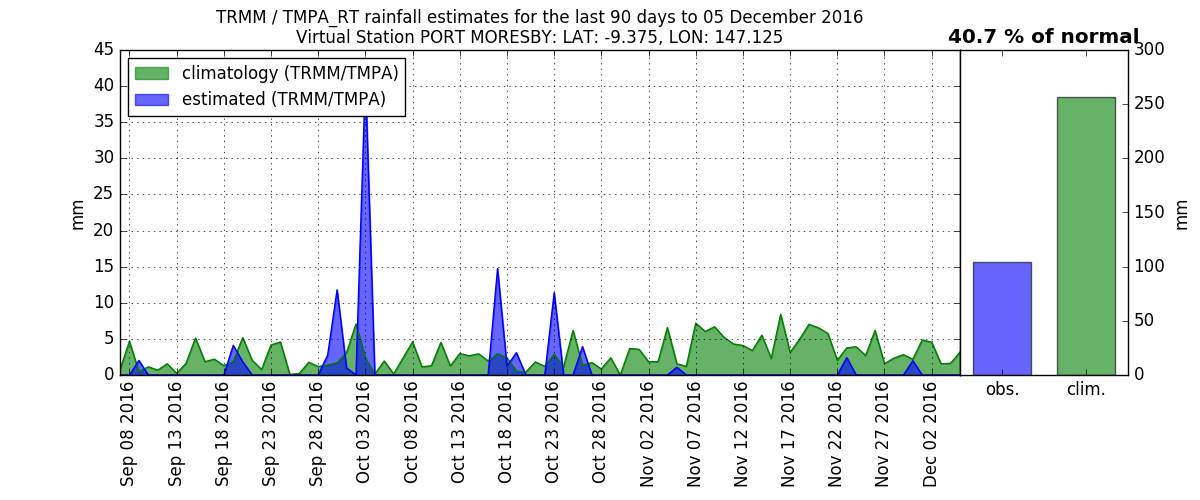 TRMM / TMPA_RT rainfall estimates for the last 90 days to 05 December 2016
Virtual Station PORT MORESBY: LAT: -9.375, LON: 147.125
40.7 % of normal
climatology (TRMM/TMPA)
estimated (TRMM/TMPA)
45
40
35
30
25
20
15
10
5
0
mm
Sep 08 2016
Sep 13 2016
Sep 18 2016
Sep 23 2016
Sep 28 2016
Oct 03 2016
Oct 08 2016
Oct 13 2016
Oct 18 2016
Oct 23 2016
Oct 28 2016
Nov 02 2016
Nov 07 2016
Nov 12 2016
Nov 17 2016
Nov 22 2016
Nov 27 2016
Dec 02 2016
300
250
200
150
100
50
0
mm
obs.
clim.